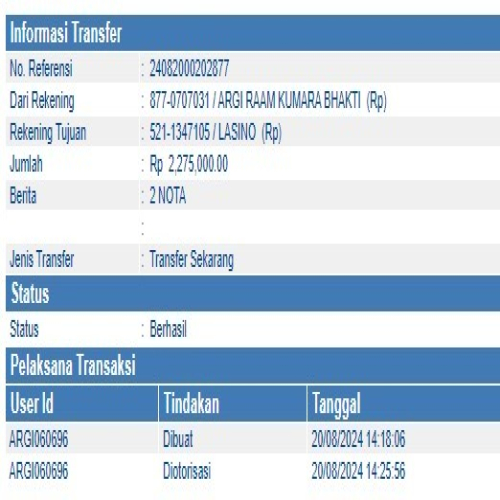 Informasi Transfer
No. Referensi : 24082000202877
Dari Rekening : 877-0707031 / ARGI RAAM KUMARA BHAKTI (Rp)
Rekening Tujuan : 521-1347105 / LASINO (Rp)
Jumlah : Rp 2,275,000.00
Berita : 2 NOTA
:
Jenis Transfer : Transfer Sekarang
Status
Status : Berhasil
Pelaksana Transaksi
User Id Tindakan Tanggal
ARGI060696 Dibuat 20/08/2024 14:18:06
ARGI060696 Diotorisasi 20/08/2024 14:25:56